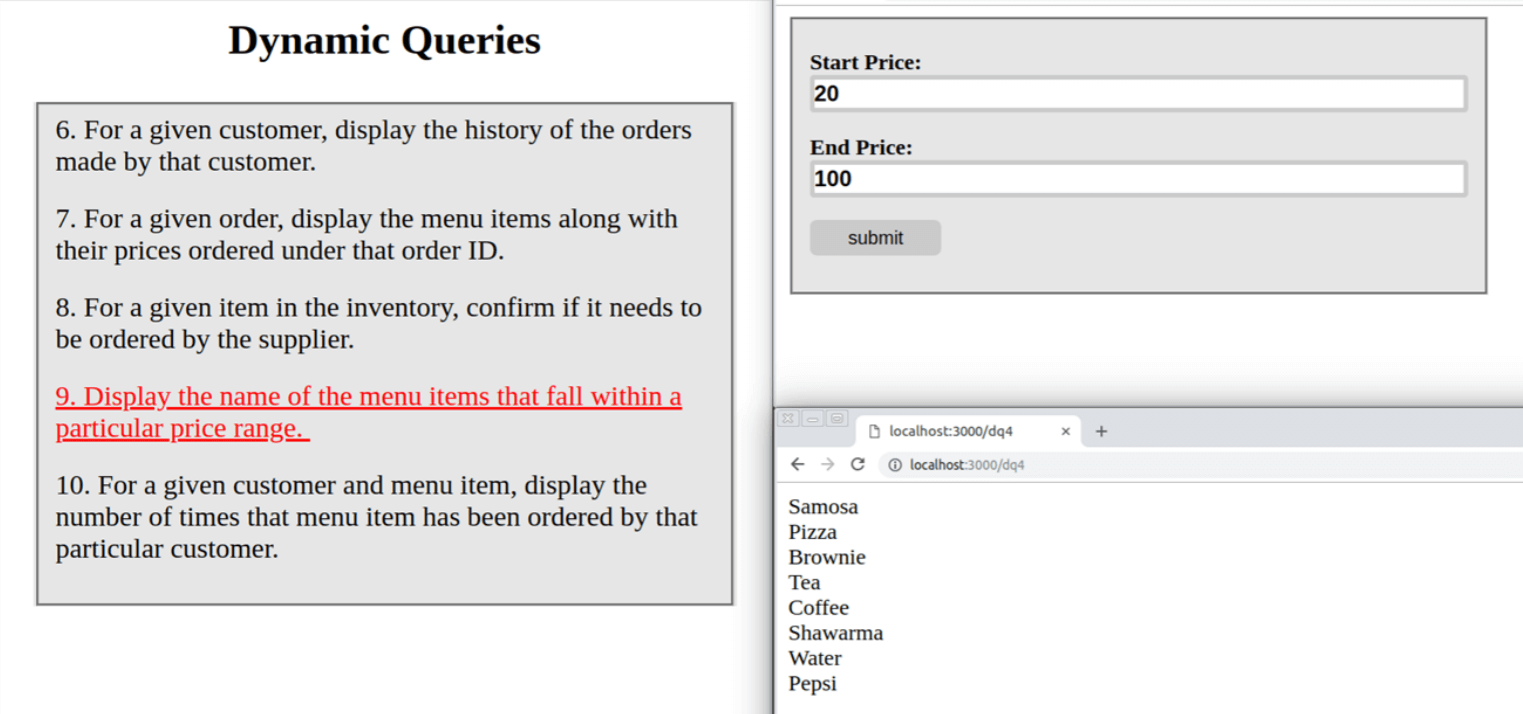 Dynamic Queries
6. For a given customer, display the history of the orders
made by that customer.
7. For a given order, display the menu items along with
their prices ordered under that order ID.
8. For a given item in the inventory, confirm if it needs to
be ordered by the supplier.
9. Display the name of the menu items that fall within a
particular price range.
10. For a given customer and menu item, display the
number of times that menu item has been ordered by that
particular customer.
Start Price:
20
End Price:
100
submit
localhost:3000/dq4
localhost:3000/dq4
Samosa
Pizza
Brownie
Tea
Coffee
Shawarma
Water
Pepsi